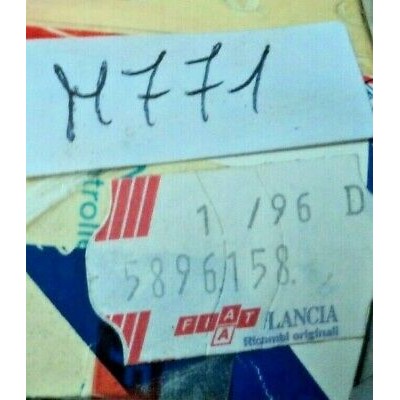 M771
1 /96 D
5896158
FIAT /LANCIA
A
Ricambi originali